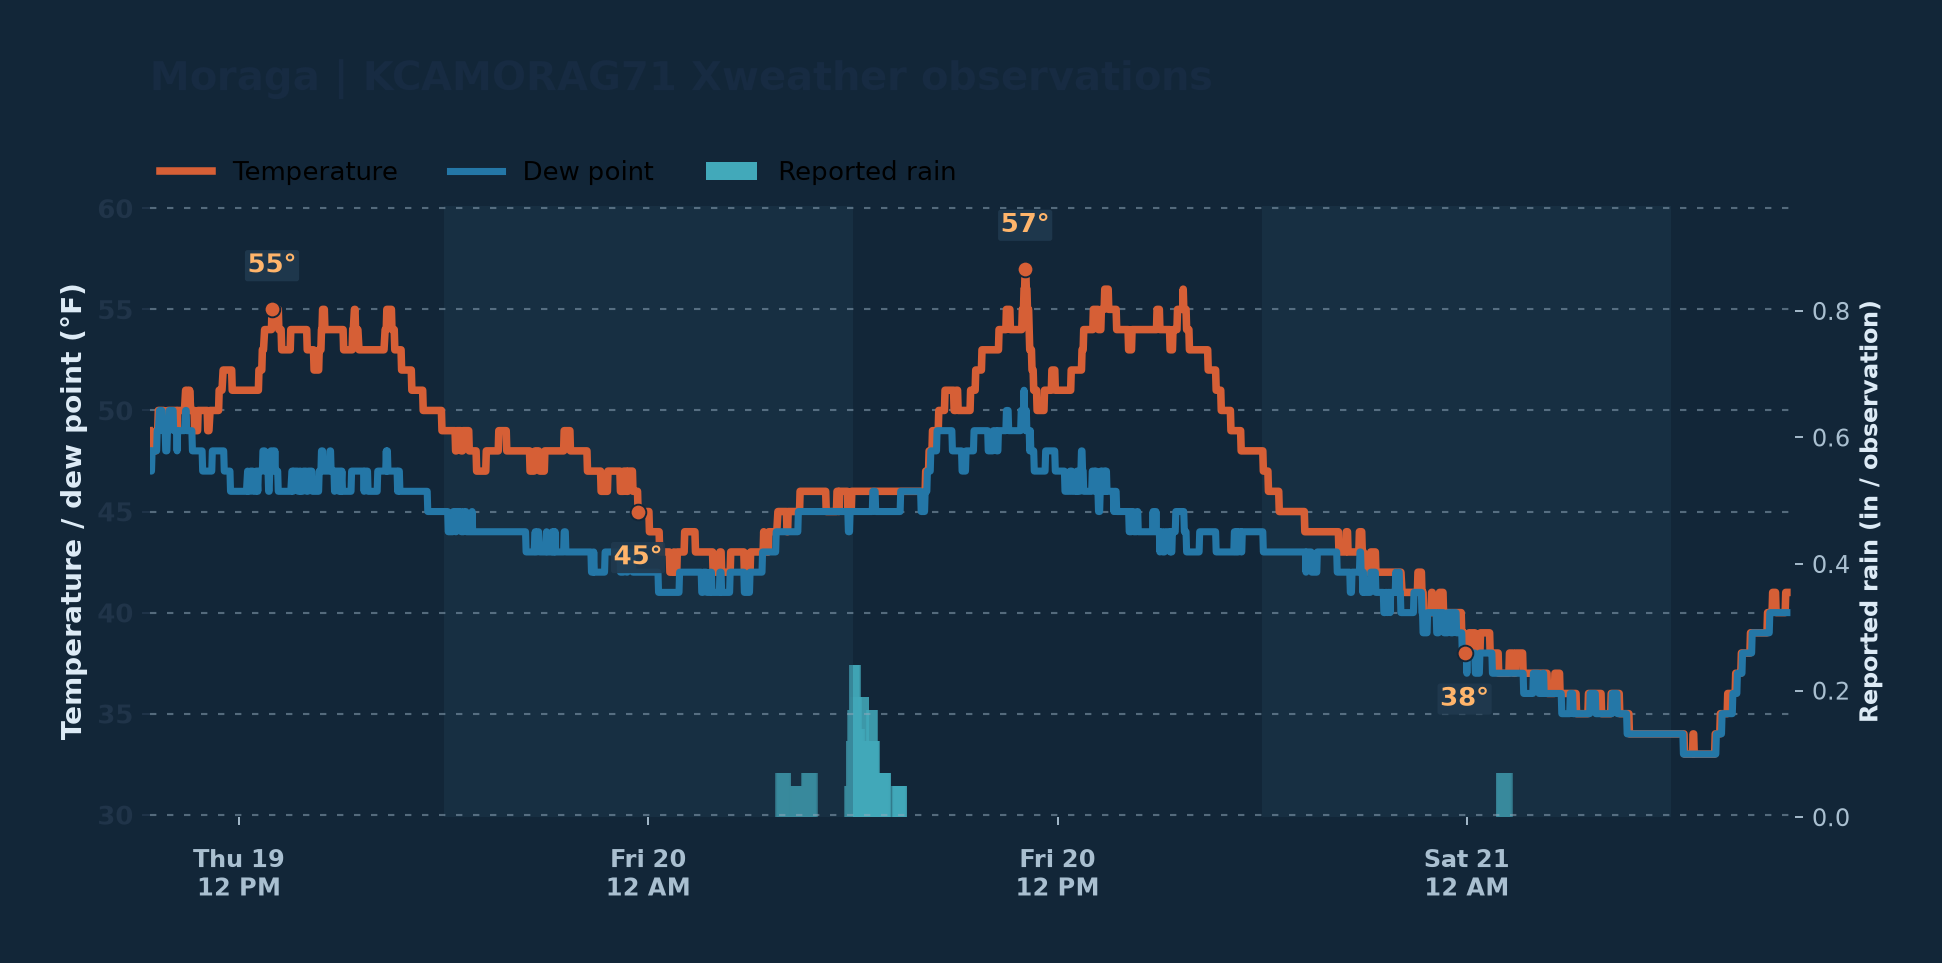 Moraga | KCAMORAG71 Xweather observations
Temperature
Dew point
Reported rain
60
55
50
45
40
35
30
Temperature / dew point (°F)
55°
45°
57°
38°
0.8
0.6
0.4
0.2
0.0
Reported rain (in / observation)
Thu 19
12 PM
Fri 20
12 AM
Fri 20
12 PM
Sat 21
12 AM